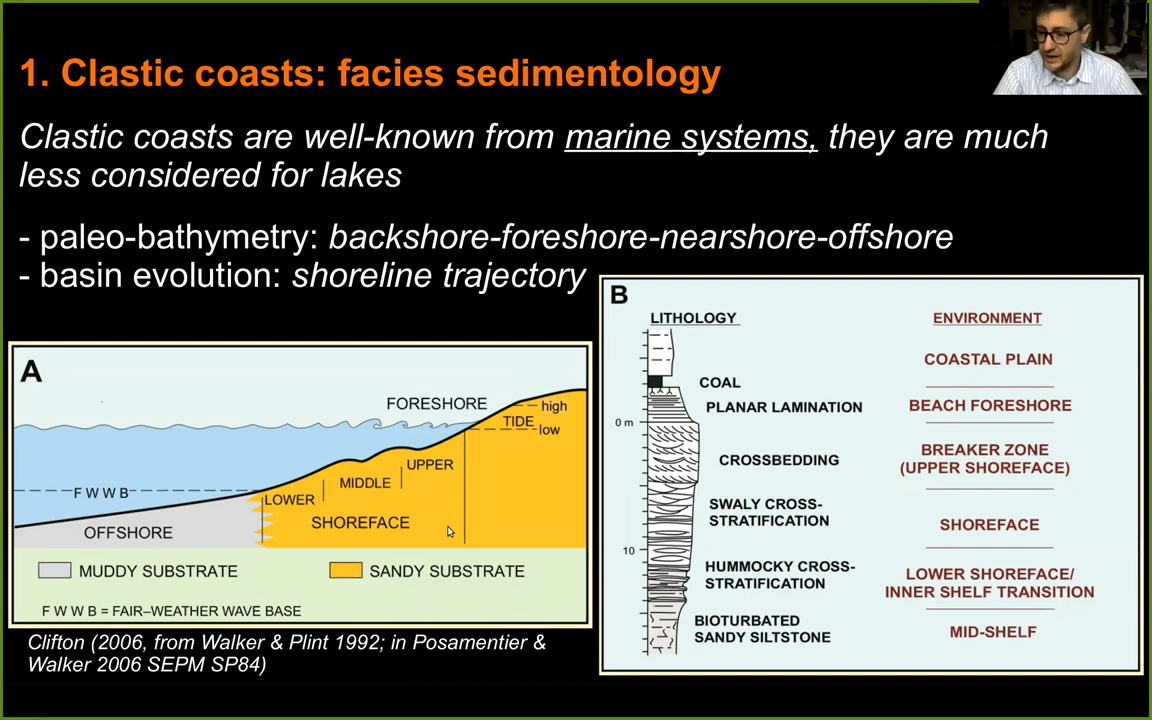 1. Clastic coasts: facies sedimentology
Clastic coasts are well-known from marine systems, they are much
less considered for lakes
- paleo-bathymetry: backshore-foreshore-nearshore-offshore
- basin evolution: shoreline trajectory
A
FORESHORE
high
TIDE
low
UPPER
MIDDLE
LOWER
F W W B
SHOREFACE
OFFSHORE
MUDDY SUBSTRATE
SANDY SUBSTRATE
F W W B = FAIR–WEATHER WAVE BASE
Clifton (2006, from Walker & Plint 1992; in Posamentier &
Walker 2006 SEPM SP84)
B
LITHOLOGY
ENVIRONMENT
COASTAL PLAIN
COAL
PLANAR LAMINATION
BEACH FORESHORE
0 m
CROSSBEDDING
BREAKER ZONE
(UPPER SHOREFACE)
SWALY CROSS-
STRATIFICATION
SHOREFACE
10
HUMMOCKY CROSS-
STRATIFICATION
LOWER SHOREFACE/
INNER SHELF TRANSITION
BIOTURBATED
SANDY SILTSTONE
MID-SHELF